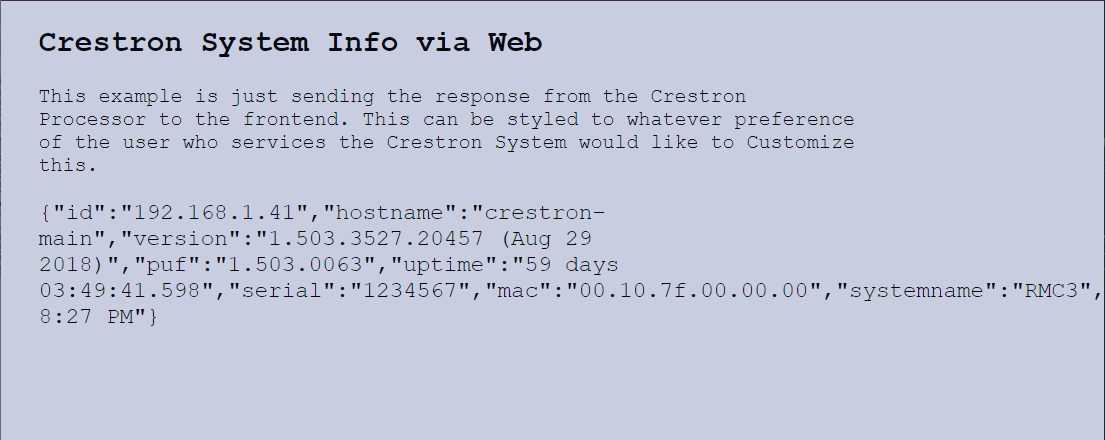 Crestron System Info via Web
This example is just sending the response from the Crestron
Processor to the frontend. This can be styled to whatever preference
of the user who services the Crestron System would like to Customize
this.
{"id":"192.168.1.41","hostname":"crestron-
main","version":"1.503.3527.20457 (Aug 29
2018)","puf":"1.503.0063","uptime":"59 days
03:49:41.598","serial":"1234567","mac":"00.10.7f.00.00.00","systemname":"RMC3",
8:27 PM"}